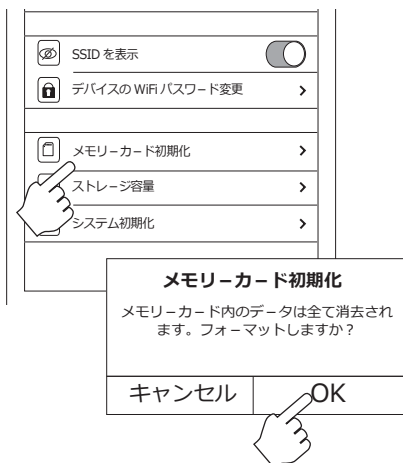 SSID を表示
デバイスの WiFi パスワード変更
メモリーカード初期化
ストレージ容量
システム初期化
メモリーカード初期化
メモリーカード内のデータは全て消去され
ます。フォーマットしますか？
キャンセル
OK